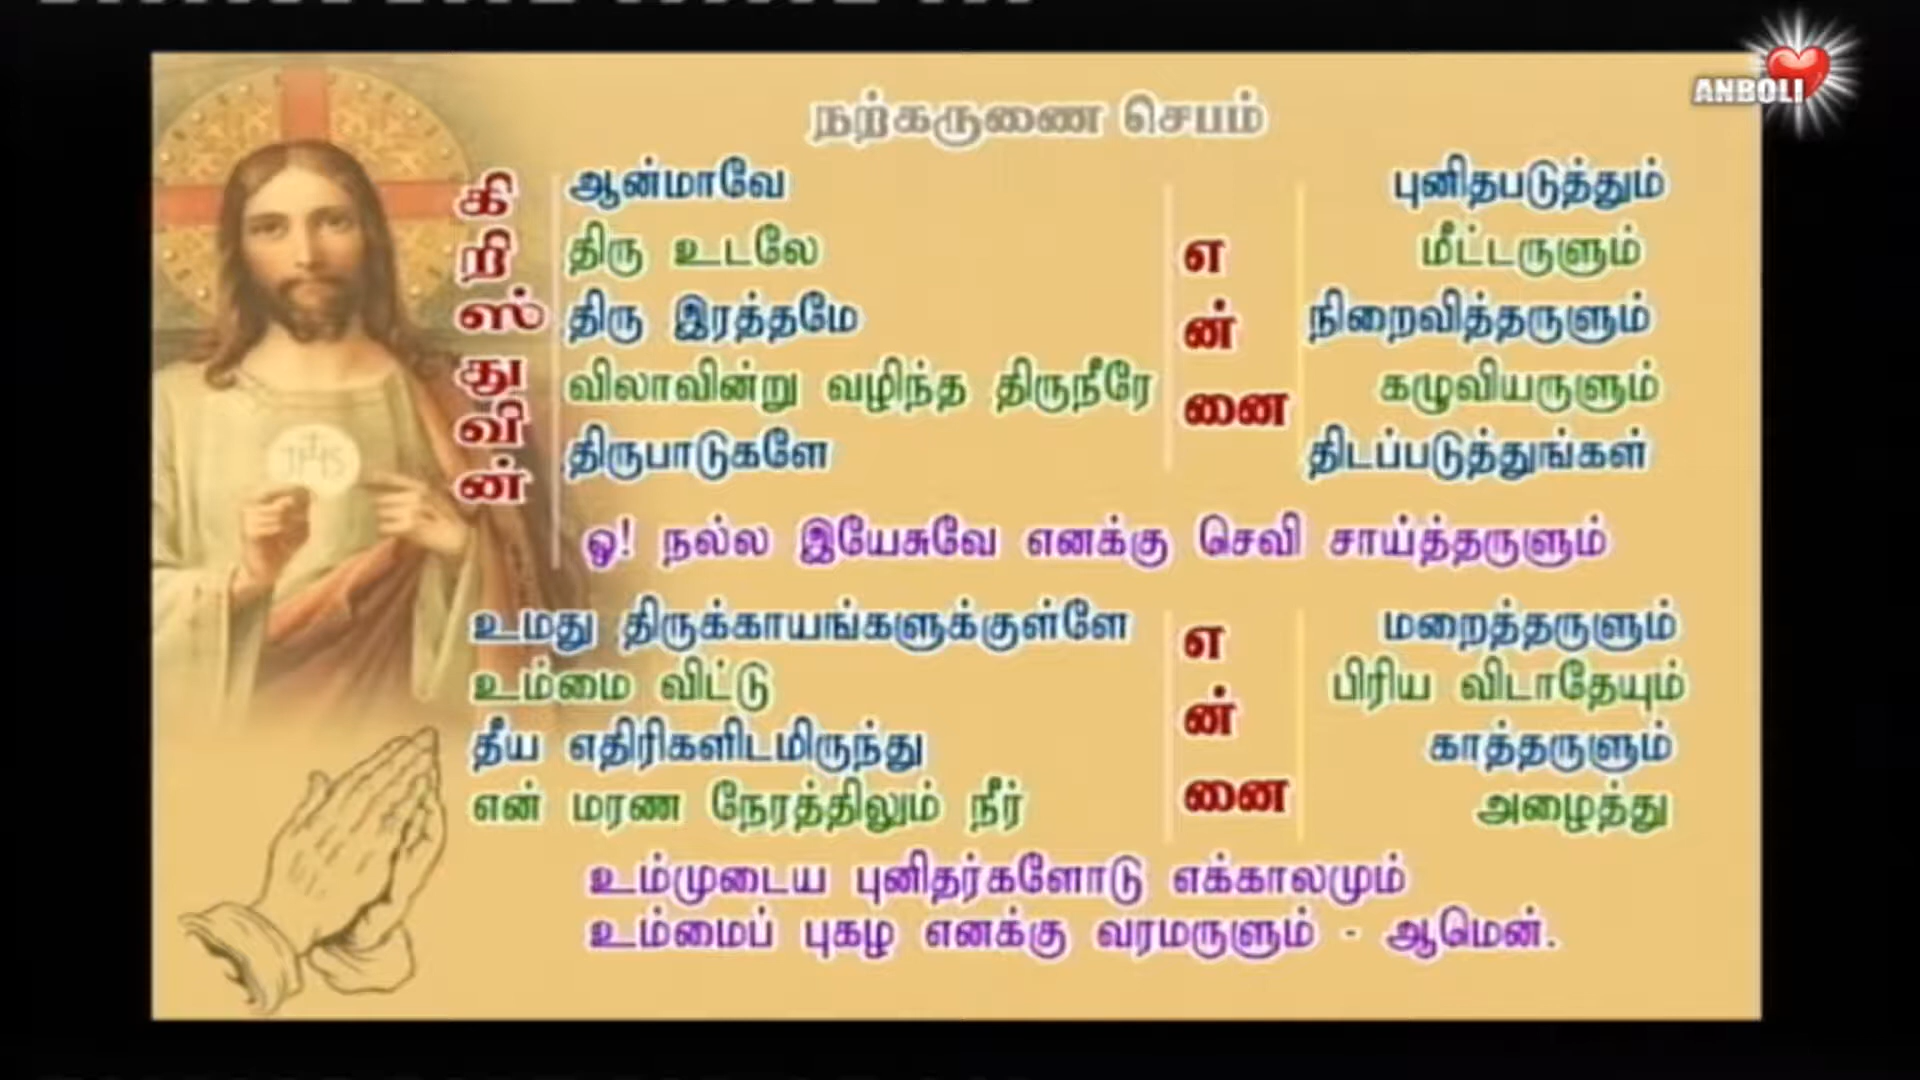 ANBOLI
நற்கருணை செபம்
கிறிஸ்துவின்
ஆன்மாவே
திரு உடலே
திரு இரத்தமே
விலாவின்று வழிந்த திருநீரே
திருபாடுகளே
என்னை
புனிதபடுத்தும்
மீட்டருளும்
நிறைவித்தருளும்
கழுவியருளும்
திடப்படுத்துங்கள்
ஓ! நல்ல இயேசுவே எனக்கு செவி சாய்த்தருளும்
உமது திருக்காயங்களுக்குள்ளே
உம்மை விட்டு
தீய எதிரிகளிடமிருந்து
என் மரண நேரத்திலும் நீர்
என்னை
மறைத்தருளும்
பிரிய விடாதேயும்
காத்தருளும்
அழைத்து
உம்முடைய புனிதர்களோடு எக்காலமும்
உம்மைப் புகழ எனக்கு வரமருளும் - ஆமென்.